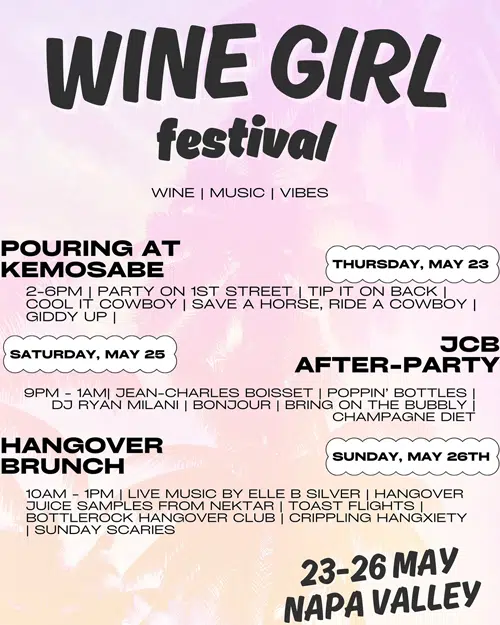 WINE GIRL
festival
WINE | MUSIC | VIBES
POURING AT
KEMOSABE
THURSDAY, MAY 23
2-6PM | PARTY ON 1ST STREET | TIP IT ON BACK |
COOL IT COWBOY | SAVE A HORSE, RIDE A COWBOY |
GIDDY UP |
SATURDAY, MAY 25
JCB
AFTER-PARTY
9PM - 1AM| JEAN-CHARLES BOISSET | POPPIN' BOTTLES |
DJ RYAN MILANI | BONJOUR | BRING ON THE BUBBLY |
CHAMPAGNE DIET
HANGOVER
BRUNCH
SUNDAY, MAY 26TH
10AM - 1PM | LIVE MUSIC BY ELLE B SILVER | HANGOVER
JUICE SAMPLES FROM NEKTAR | TOAST FLIGHTS |
BOTTLEROCK HANGOVER CLUB | CRIPPLING HANGXIETY
| SUNDAY SCARIES
23-26 MAY
NAPA VALLEY